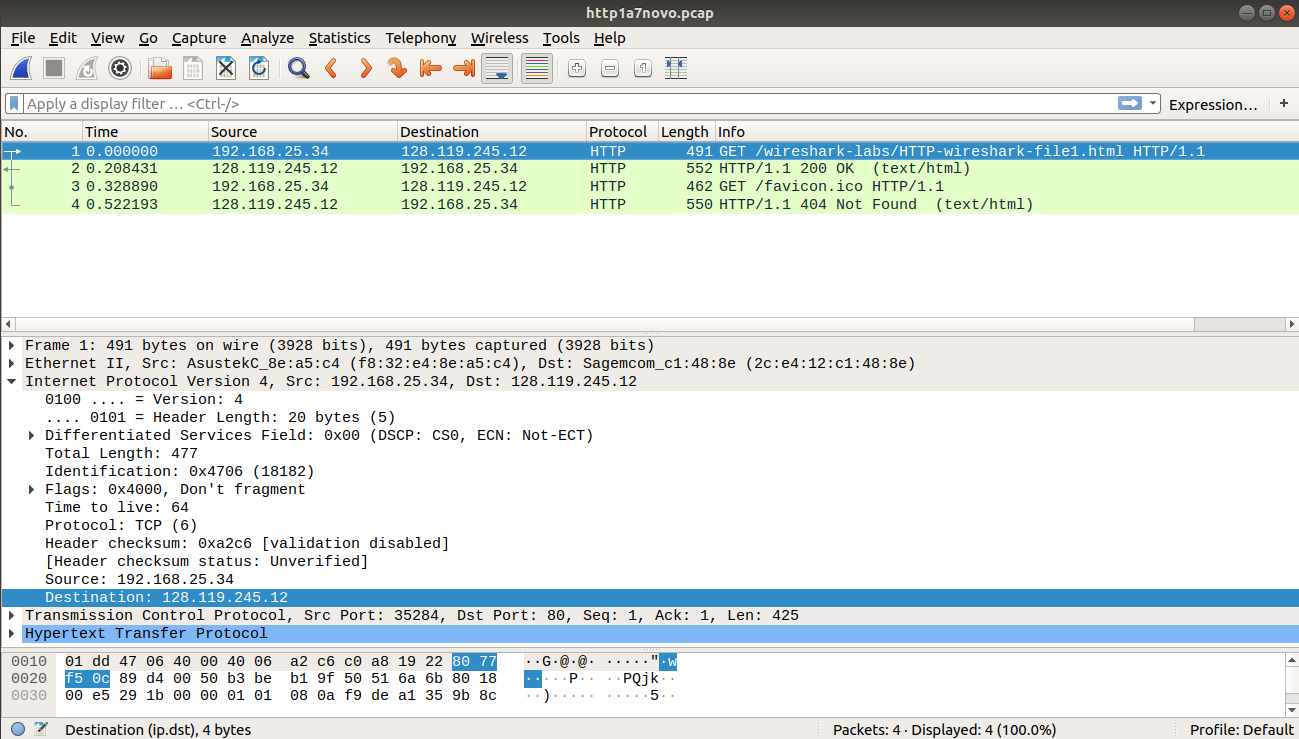 http1a7novo.pcap
File Edit View Go Capture Analyze Statistics Telephony Wireless Tools Help
Apply a display filter … <Ctrl-/> Expression… +
No. Time Source Destination Protocol Length Info
1 0.000000 192.168.25.34 128.119.245.12 HTTP 491 GET /wireshark-labs/HTTP-wireshark-file1.html HTTP/1.1
2 0.208431 128.119.245.12 192.168.25.34 HTTP 552 HTTP/1.1 200 OK  (text/html)
3 0.328890 192.168.25.34 128.119.245.12 HTTP 462 GET /favicon.ico HTTP/1.1
4 0.522193 128.119.245.12 192.168.25.34 HTTP 550 HTTP/1.1 404 Not Found  (text/html)
Frame 1: 491 bytes on wire (3928 bits), 491 bytes captured (3928 bits)
Ethernet II, Src: AsustekC_8e:a5:c4 (f8:32:e4:8e:a5:c4), Dst: Sagemcom_c1:48:8e (2c:e4:12:c1:48:8e)
Internet Protocol Version 4, Src: 192.168.25.34, Dst: 128.119.245.12
0100 .... = Version: 4
.... 0101 = Header Length: 20 bytes (5)
Differentiated Services Field: 0x00 (DSCP: CS0, ECN: Not-ECT)
Total Length: 477
Identification: 0x4706 (18182)
Flags: 0x4000, Don't fragment
Time to live: 64
Protocol: TCP (6)
Header checksum: 0xa2c6 [validation disabled]
[Header checksum status: Unverified]
Source: 192.168.25.34
Destination: 128.119.245.12
Transmission Control Protocol, Src Port: 35284, Dst Port: 80, Seq: 1, Ack: 1, Len: 425
Hypertext Transfer Protocol
0010 01 dd 47 06 40 00 40 06 a2 c6 c0 a8 19 22 80 77 ··G·@·@· ·····"·w
0020 f5 0c 89 d4 00 50 b3 be b1 9f 50 51 6a 6b 80 18 ·····P·· ··PQjk··
0030 00 e5 29 1b 00 00 01 01 08 0a f9 de a1 35 9b 8c ··)····· ·····5··
Destination (ip.dst), 4 bytes Packets: 4 · Displayed: 4 (100.0%) Profile: Default